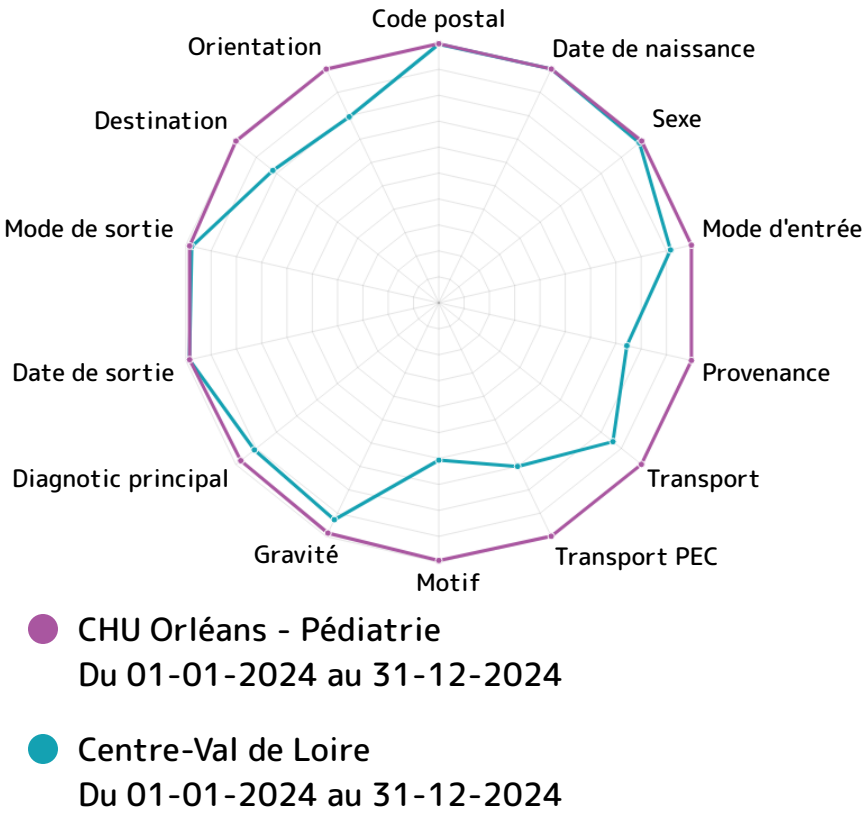 Code postal
Orientation
Date de naissance
Destination
Sexe
Mode de sortie
Mode d'entrée
Date de sortie
Provenance
Diagnotic principal
Transport
Gravité
Transport PEC
Motif
CHU Orléans - Pédiatrie
Du 01-01-2024 au 31-12-2024
Centre-Val de Loire
Du 01-01-2024 au 31-12-2024